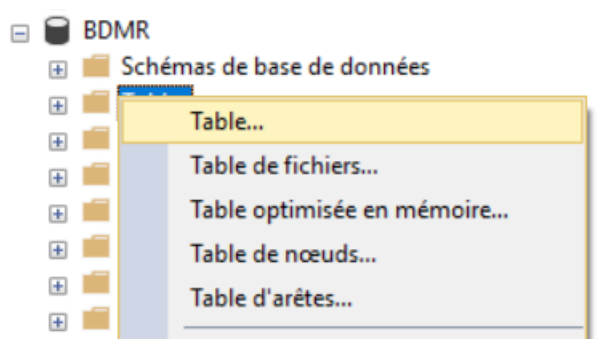 BDMR
Schémas de base de données
Table...
Table de fichiers...
Table optimisée en mémoire...
Table de nœuds...
Table d'arêtes...